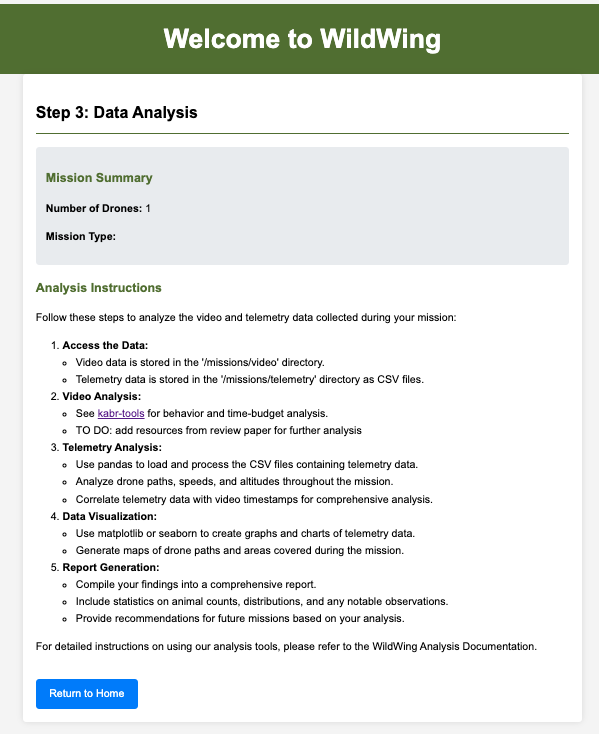 Welcome to WildWing
Step 3: Data Analysis
Mission Summary
Number of Drones: 1
Mission Type:
Analysis Instructions
Follow these steps to analyze the video and telemetry data collected during your mission:
1. Access the Data:
Video data is stored in the '/missions/video' directory.
Telemetry data is stored in the '/missions/telemetry' directory as CSV files.
2. Video Analysis:
See kabr-tools for behavior and time-budget analysis.
TO DO: add resources from review paper for further analysis
3. Telemetry Analysis:
Use pandas to load and process the CSV files containing telemetry data.
Analyze drone paths, speeds, and altitudes throughout the mission.
Correlate telemetry data with video timestamps for comprehensive analysis.
4. Data Visualization:
Use matplotlib or seaborn to create graphs and charts of telemetry data.
Generate maps of drone paths and areas covered during the mission.
5. Report Generation:
Compile your findings into a comprehensive report.
Include statistics on animal counts, distributions, and any notable observations.
Provide recommendations for future missions based on your analysis.
For detailed instructions on using our analysis tools, please refer to the WildWing Analysis Documentation.
Return to Home